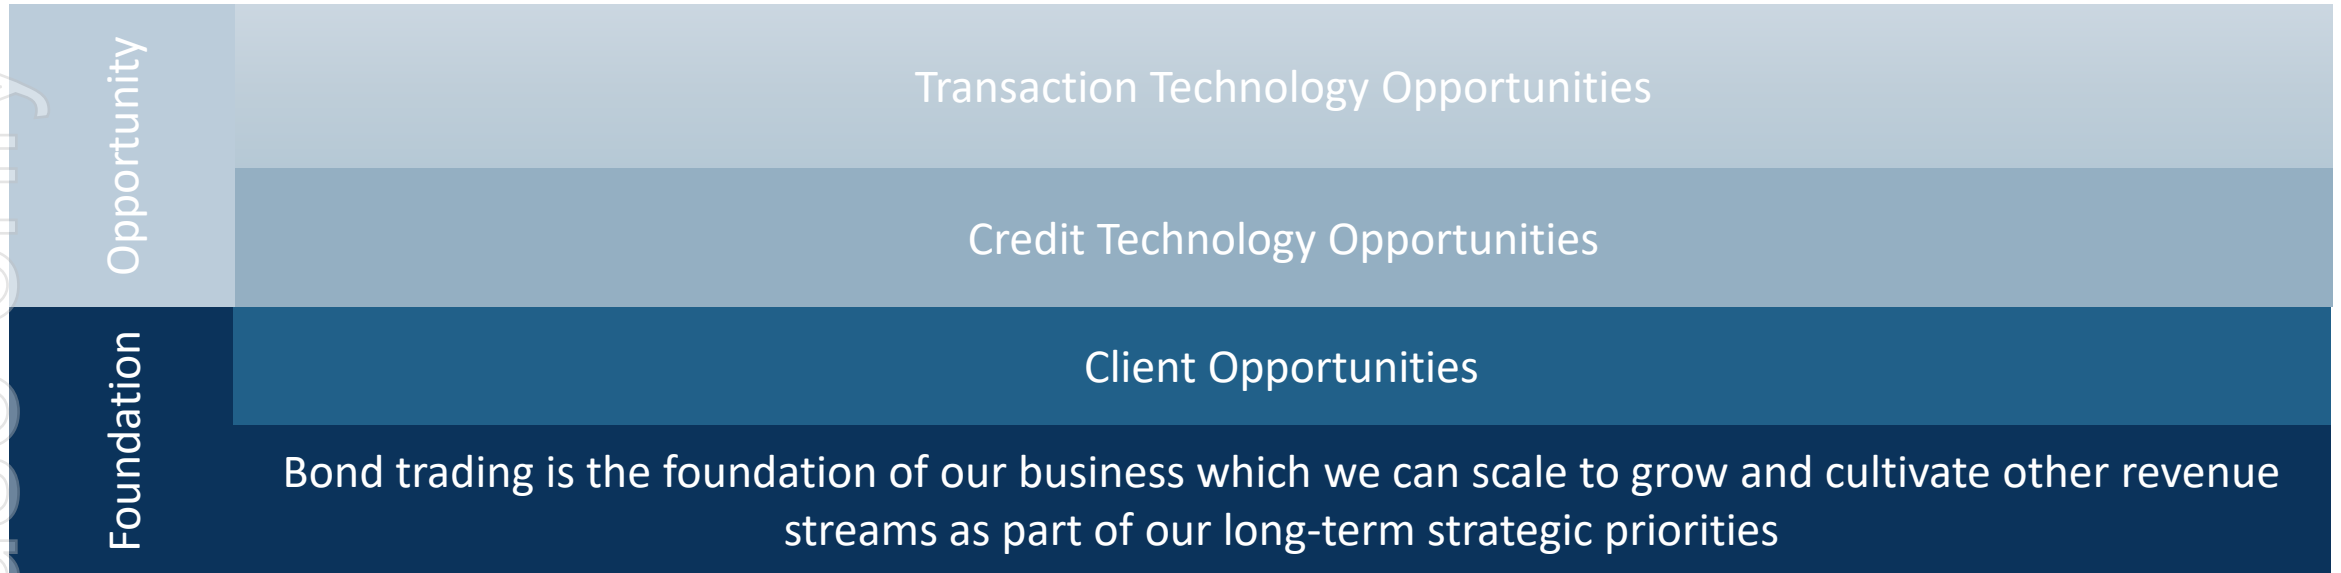 Opportunity
Transaction Technology Opportunities
Credit Technology Opportunities
Foundation
Client Opportunities
Bond trading is the foundation of our business which we can scale to grow and cultivate other revenue
streams as part of our long-term strategic priorities